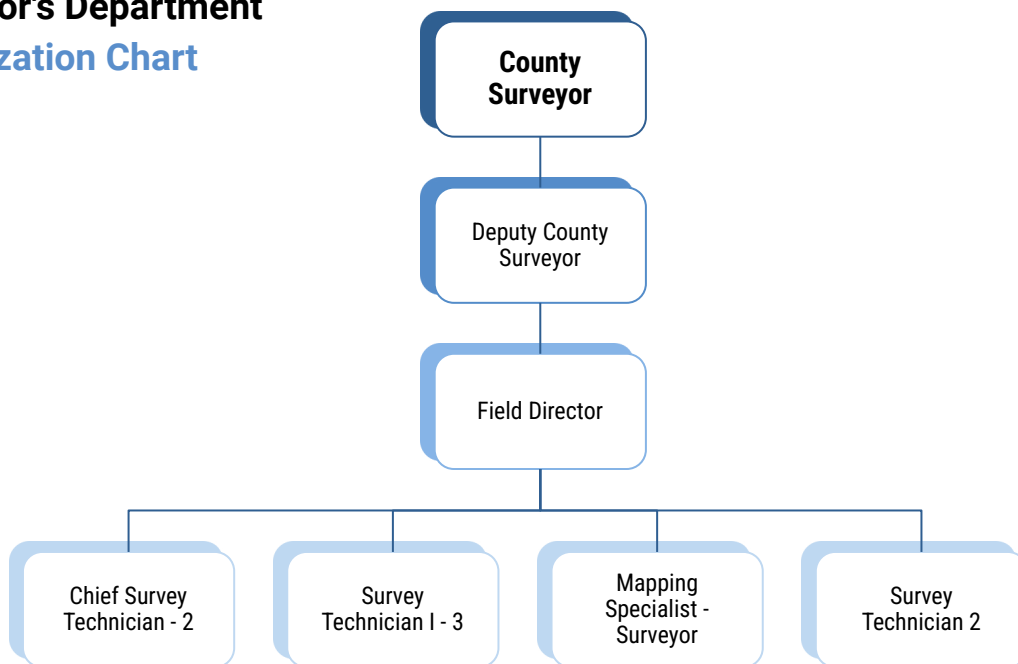 or's Department
zation Chart
County
Surveyor
Deputy County
Surveyor
Field Director
Chief Survey
Technician - 2
Survey
Technician I - 3
Mapping
Specialist -
Surveyor
Survey
Technician 2